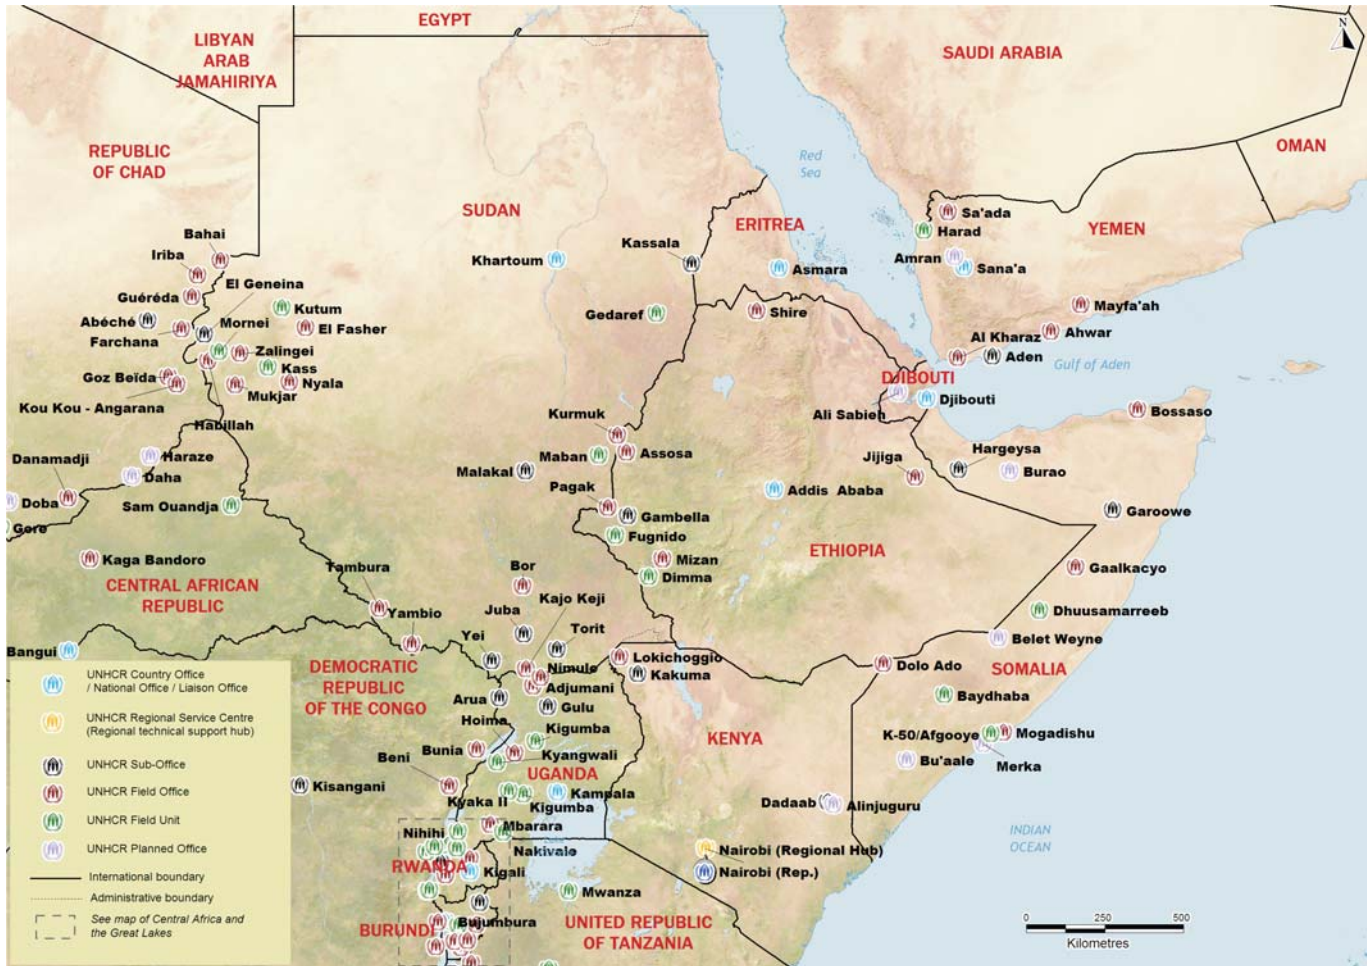 EGYPT
LIBYAN
ARAB
JAMAHIRIYA
SAUDI ARABIA
OMAN
REPUBLIC
OF CHAD
Red
Sea
SUDAN
ERITREA
YEMEN
Sa'ada
Harad
Amran
Sana'a
Bahai
Iriba
Guéréda
Abéché
Farchana
El Geneina
Mornei
Kutum
El Fasher
Zalingei
Kass
Nyala
Mukjar
Goz Beïda
Kou Kou - Angarana
Habillah
Khartoum
Kassala
Gedaref
Asmara
Shire
Mayfa'ah
Ahwar
Al Kharaz
Aden
Gulf of Aden
DJIBOUTI
Djibouti
Ali Sabieh
Bossaso
Kurmuk
Maban
Assosa
Malakal
Pagak
Gambella
Fugnido
Mizan
Dimma
Addis Ababa
Jijiga
Hargeysa
Burao
Garoowe
ETHIOPIA
Gaalkacyo
Dhuusamarreeb
Belet Weyne
SOMALIA
Dolo Ado
Baydhaba
K-50/Afgooye
Mogadishu
Merka
Bu'aale
Danamadji
Haraze
Daha
Doba
Gore
Sam Ouandja
Kaga Bandoro
CENTRAL AFRICAN
REPUBLIC
Bangui
Tambura
Yambio
Bor
Kajo Keji
Juba
Torit
Yei
Nimule
Lokichoggio
Kakuma
DEMOCRATIC
REPUBLIC
OF THE CONGO
Arua
Adjumani
Gulu
Hoima
Kigumba
Bunia
Kyangwali
Beni
UGANDA
KENYA
Kisangani
Kyaka II
Kigumba
Kampala
Dadaab
Alinjuguru
Nihihi
Mbarara
Nakivale
RWANDA
Kigali
Nairobi (Regional Hub)
Nairobi (Rep.)
Mwanza
BURUNDI
Bujumbura
UNITED REPUBLIC
OF TANZANIA
INDIAN
OCEAN
UNHCR Country Office
/ National Office / Liaison Office
UNHCR Regional Service Centre
(Regional technical support hub)
UNHCR Sub-Office
UNHCR Field Office
UNHCR Field Unit
UNHCR Planned Office
International boundary
Administrative boundary
See map of Central Africa and
the Great Lakes
0 250 500
Kilometres